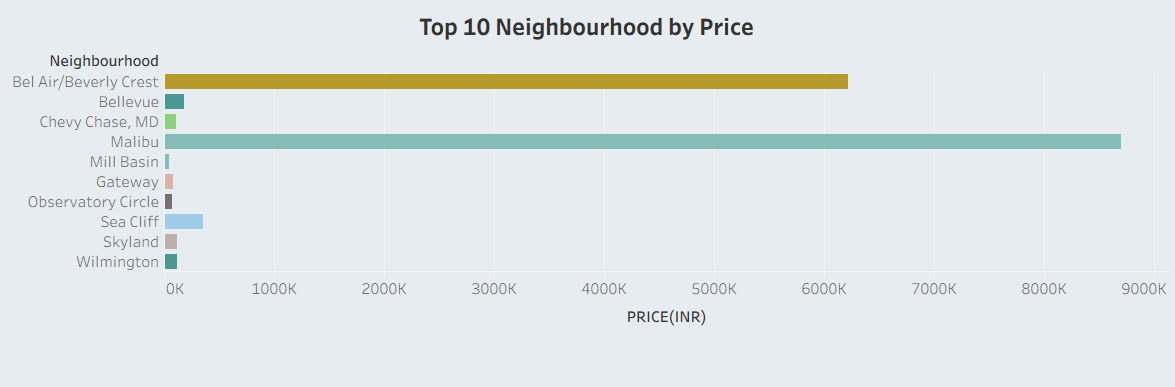 Top 10 Neighbourhood by Price
Neighbourhood
Bel Air/Beverly Crest
Bellevue
Chevy Chase, MD
Malibu
Mill Basin
Gateway
Observatory Circle
Sea Cliff
Skyland
Wilmington
0K 1000K 2000K 3000K 4000K 5000K 6000K 7000K 8000K 9000K
PRICE(INR)